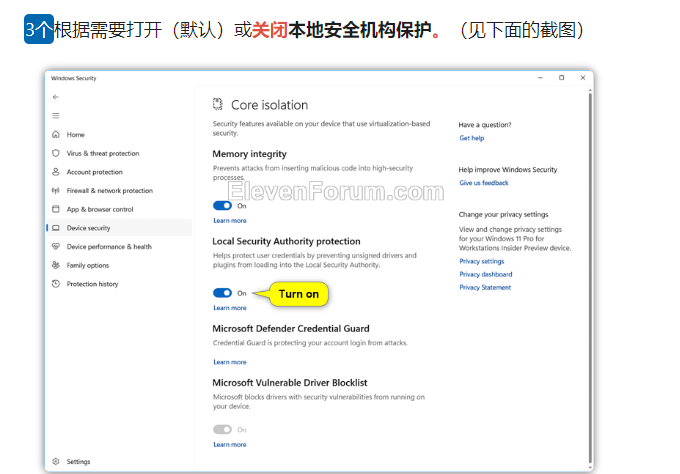 3个根据需要打开（默认）或关闭本地安全机构保护。（见下面的截图）
Windows Security
Core isolation
Security features available on your device that use virtualization-based
security.
Home
Virus & threat protection
Account protection
Firewall & network protection
App & browser control
Device security
Device performance & health
Family options
Protection history
Settings
Memory integrity
Prevents attacks from inserting malicious code into high-security
processes.
ElevenForum.com
On
Learn more
Local Security Authority protection
Helps protect user credentials by preventing unsigned drivers and
plugins from loading into the Local Security Authority.
On
Turn on
Learn more
Microsoft Defender Credential Guard
Credential Guard is protecting your account login from attacks.
Learn more
Microsoft Vulnerable Driver Blocklist
Microsoft blocks drivers with security vulnerabilities from running on
your device.
On
Learn more
Have a question?
Get help
Help improve Windows Security
Give us feedback
Change your privacy settings
View and change privacy settings
for your Windows 11 Pro for
Workstations Insider Preview device.
Privacy settings
Privacy dashboard
Privacy Statement